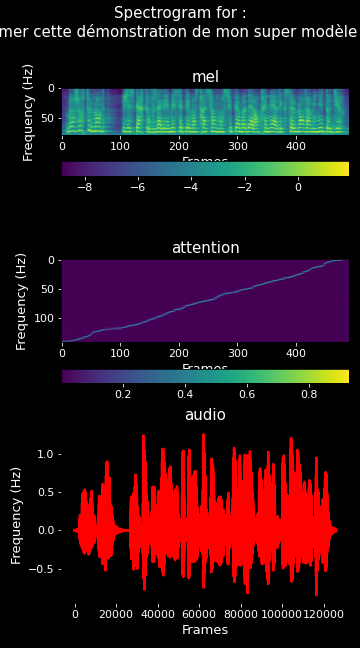 Spectrogram for :
mer cette démonstration de mon super modèle
mel
Frequency (Hz)
50
0 100 200 300 400
Frames
−8 −6 −4 −2 0
attention
Frequency (Hz)
0
50
100
0 100 200 300 400
Frames
0.2 0.4 0.6 0.8
audio
Frequency (Hz)
1.0
0.5
0.0
−0.5
0 20000 40000 60000 80000 100000 120000
Frames